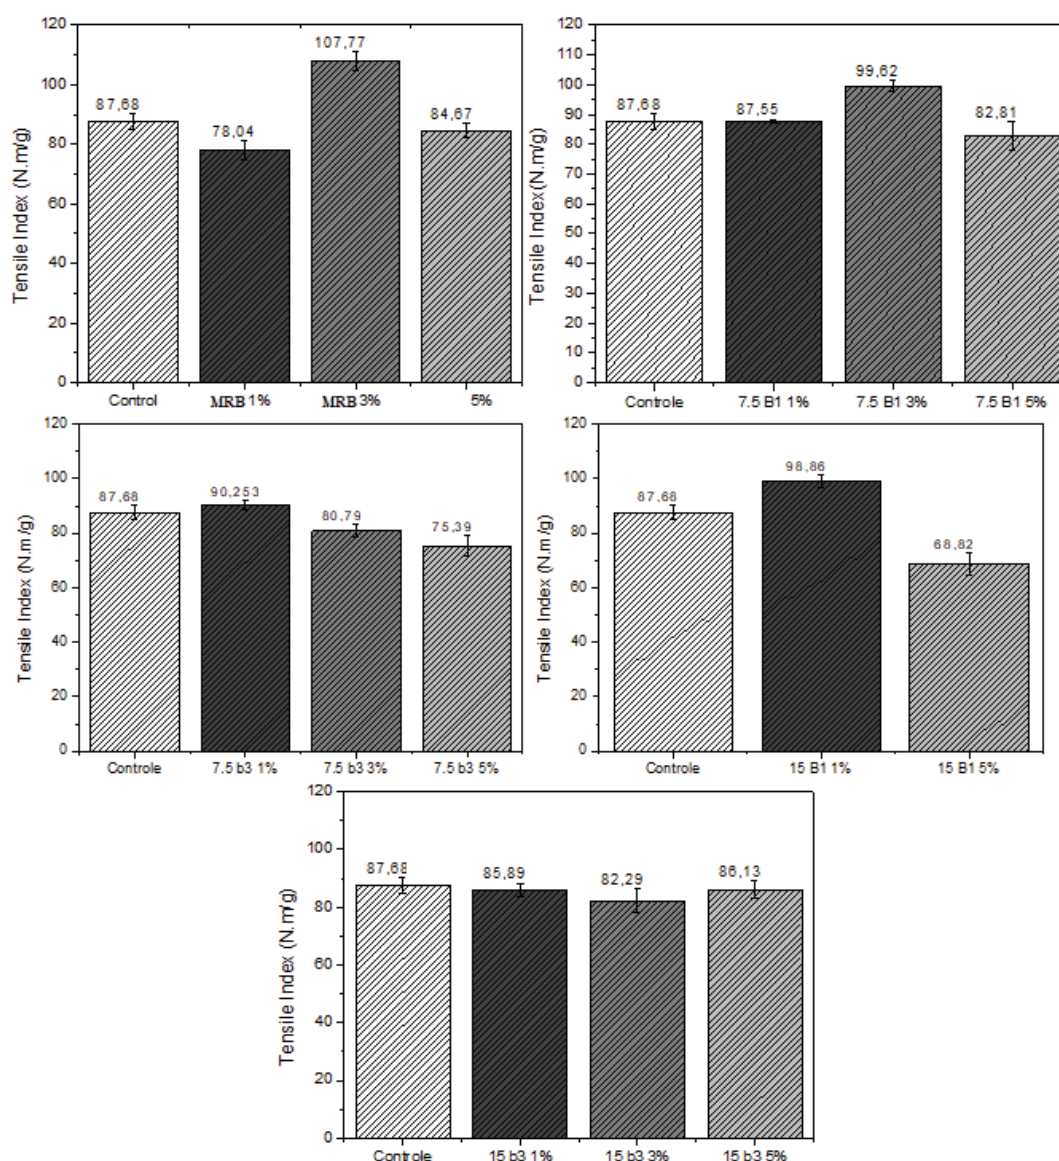 Tensile Index (N.m/g)
120
100
80
60
40
20
0
87,68
78,04
107,77
84,67
Control
MRB 1%
MRB 3%
5%
Tensile Index(N.m/g)
120
110
100
90
80
70
60
50
40
30
20
10
0
87,68
87,55
99,62
82,81
Controle
7.5 B1 1%
7.5 B1 3%
7.5 B1 5%
Tensile Index (N.m/g)
120
100
80
60
40
20
0
87,68
90,253
80,79
75,39
Controle
7.5 b3 1%
7.5 b3 3%
7.5 b3 5%
Tensile Index (N.m/g)
120
100
80
60
40
20
0
87,68
98,86
68,82
Controle
15 B1 1%
15 B1 5%
Tensile Index (N.m/g)
120
100
80
60
40
20
0
87,68
85,89
82,29
86,13
Controle
15 b3 1%
15 b3 3%
15 b3 5%